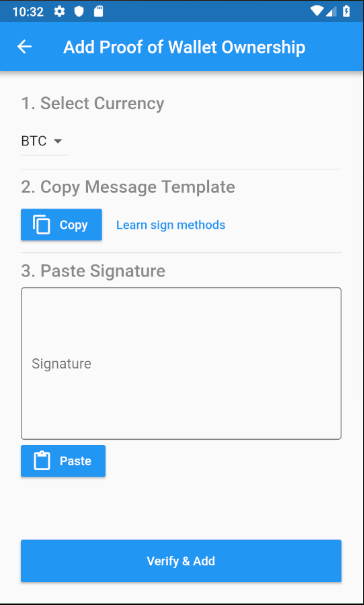 10:32
Add Proof of Wallet Ownership
1. Select Currency
BTC
2. Copy Message Template
Copy
Learn sign methods
3. Paste Signature
Signature
Paste
Verify & Add